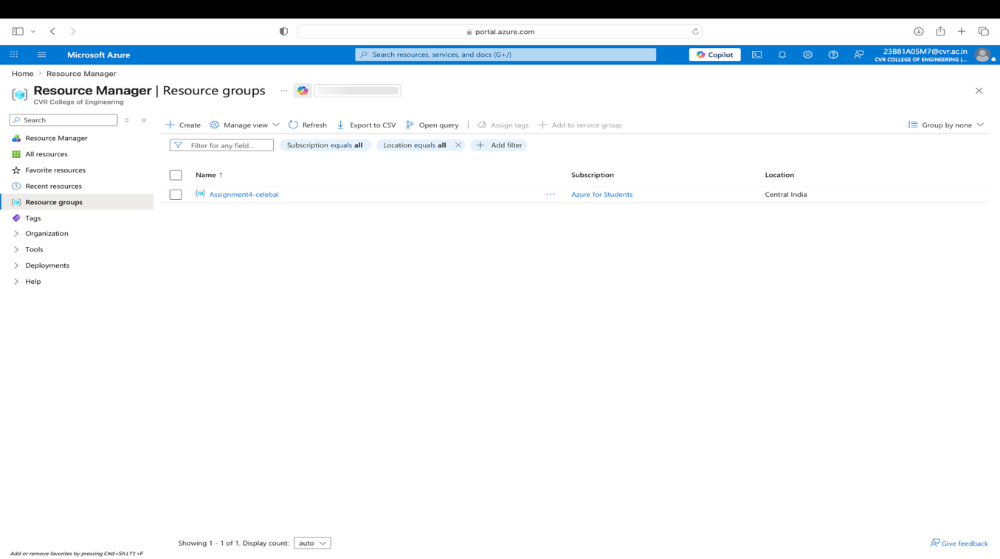 portal.azure.com
Microsoft Azure
Search resources, services, and docs (G+/)
Copilot
23B81A05M7@cvr.ac.in
CVR COLLEGE OF ENGINEERING (...
Home > Resource Manager
Resource Manager | Resource groups
...
CVR College of Engineering
Search
Resource Manager
All resources
Favorite resources
Recent resources
Resource groups
Tags
Organization
Tools
Deployments
Help
Create Manage view Refresh Export to CSV Open query | Assign tags Add to service group Group by none
Filter for any field... Subscription equals all Location equals all Add filter
Name ↑ Subscription Location
Assignment4-celebal ... Azure for Students Central India
Showing 1 - 1 of 1. Display count: auto
Give feedback
Add or remove favorites by pressing Cmd+Shift+F